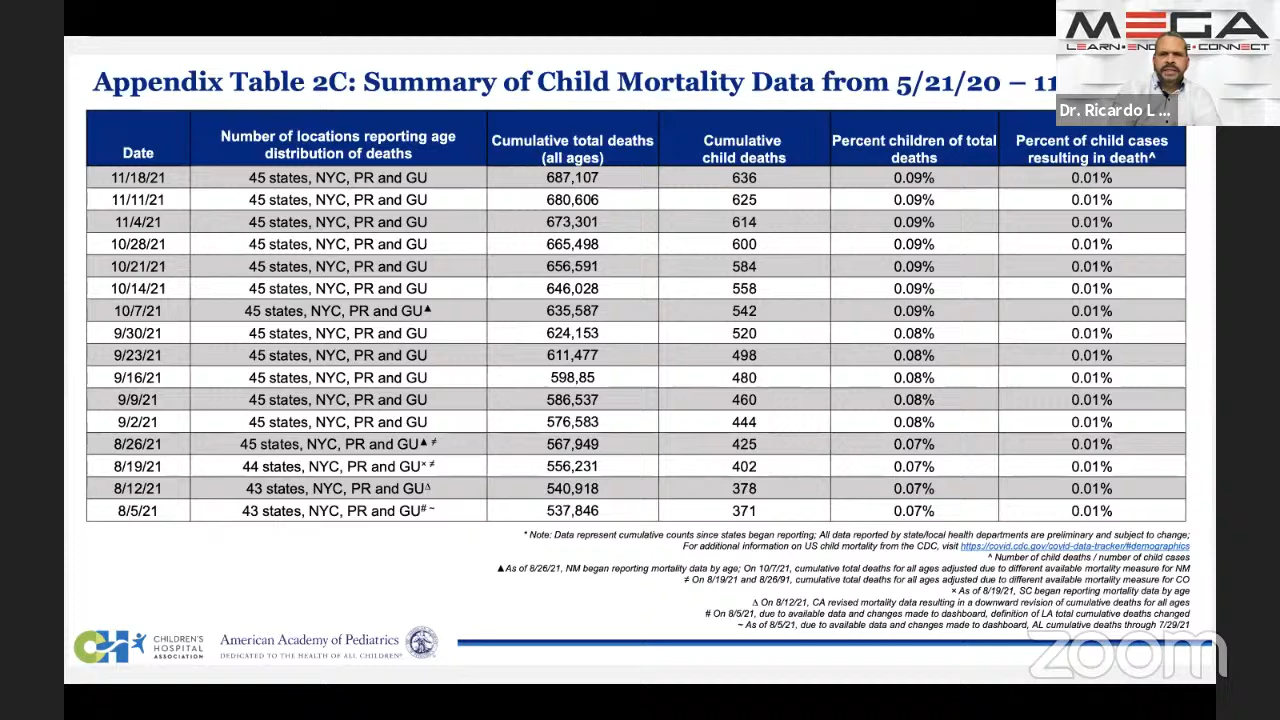 MEGA
LEARN•ENGAGE•CONNECT
Dr. Ricardo L ...
Appendix Table 2C: Summary of Child Mortality Data from 5/21/20 – 11
Date Number of locations reporting age distribution of deaths Cumulative total deaths (all ages) Cumulative child deaths Percent children of total deaths Percent of child cases resulting in death^
11/18/21 45 states, NYC, PR and GU 687,107 636 0.09% 0.01%
11/11/21 45 states, NYC, PR and GU 680,606 625 0.09% 0.01%
11/4/21 45 states, NYC, PR and GU 673,301 614 0.09% 0.01%
10/28/21 45 states, NYC, PR and GU 665,498 600 0.09% 0.01%
10/21/21 45 states, NYC, PR and GU 656,591 584 0.09% 0.01%
10/14/21 45 states, NYC, PR and GU 646,028 558 0.09% 0.01%
10/7/21 45 states, NYC, PR and GU▲ 635,587 542 0.09% 0.01%
9/30/21 45 states, NYC, PR and GU 624,153 520 0.08% 0.01%
9/23/21 45 states, NYC, PR and GU 611,477 498 0.08% 0.01%
9/16/21 45 states, NYC, PR and GU 598,85 480 0.08% 0.01%
9/9/21 45 states, NYC, PR and GU 586,537 460 0.08% 0.01%
9/2/21 45 states, NYC, PR and GU 576,583 444 0.08% 0.01%
8/26/21 45 states, NYC, PR and GU▲ ≠ 567,949 425 0.07% 0.01%
8/19/21 44 states, NYC, PR and GU× ≠ 556,231 402 0.07% 0.01%
8/12/21 43 states, NYC, PR and GU∆ 540,918 378 0.07% 0.01%
8/5/21 43 states, NYC, PR and GU# ~ 537,846 371 0.07% 0.01%
* Note: Data represent cumulative counts since states began reporting; All data reported by state/local health departments are preliminary and subject to change;
For additional information on US child mortality from the CDC, visit https://covid.cdc.gov/covid-data-tracker/#demographics
^ Number of child deaths / number of child cases
▲As of 8/26/21, NM began reporting mortality data by age; On 10/7/21, cumulative total deaths for all ages adjusted due to different available mortality measure for NM
≠ On 8/19/21 and 8/26/91, cumulative total deaths for all ages adjusted due to different available mortality measure for CO
× As of 8/19/21, SC began reporting mortality data by age
∆ On 8/12/21, CA revised mortality data resulting in a downward revision of cumulative deaths for all ages
# On 8/5/21, due to available data and changes made to dashboard, definition of LA total cumulative deaths changed
~ As of 8/5/21, due to available data and changes made to dashboard, AL cumulative deaths through 7/29/21
CHILDREN'S
HOSPITAL
ASSOCIATION
American Academy of Pediatrics
DEDICATED TO THE HEALTH OF ALL CHILDREN®
zoom